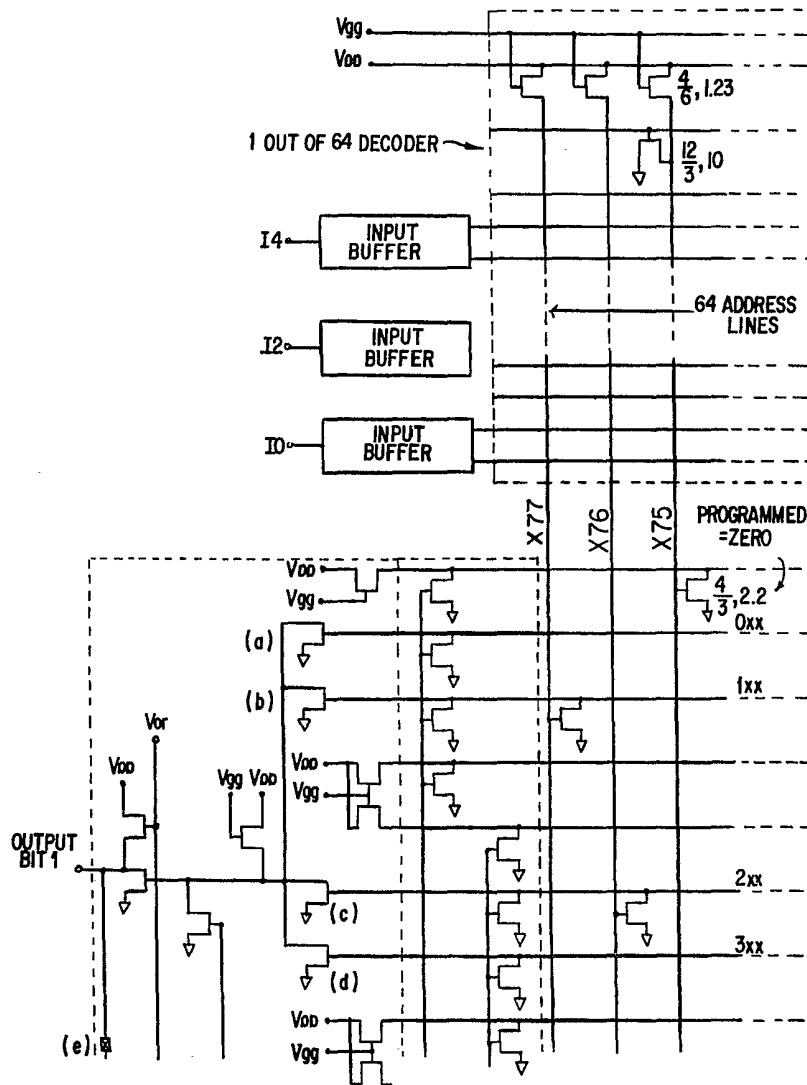 Vgg
VDD
4/6, 1.23
1 OUT OF 64 DECODER
12/3, 10
I4
INPUT BUFFER
64 ADDRESS LINES
I2
INPUT BUFFER
I0
INPUT BUFFER
X77
X76
X75
PROGRAMMED =ZERO
VDD
Vgg
4/3, 2.2
0xx
(a)
1xx
(b)
Vor
VDD
Vgg VDD
VDD
Vgg
OUTPUT BIT 1
2xx
(c)
3xx
(d)
VDD
(e)
Vgg